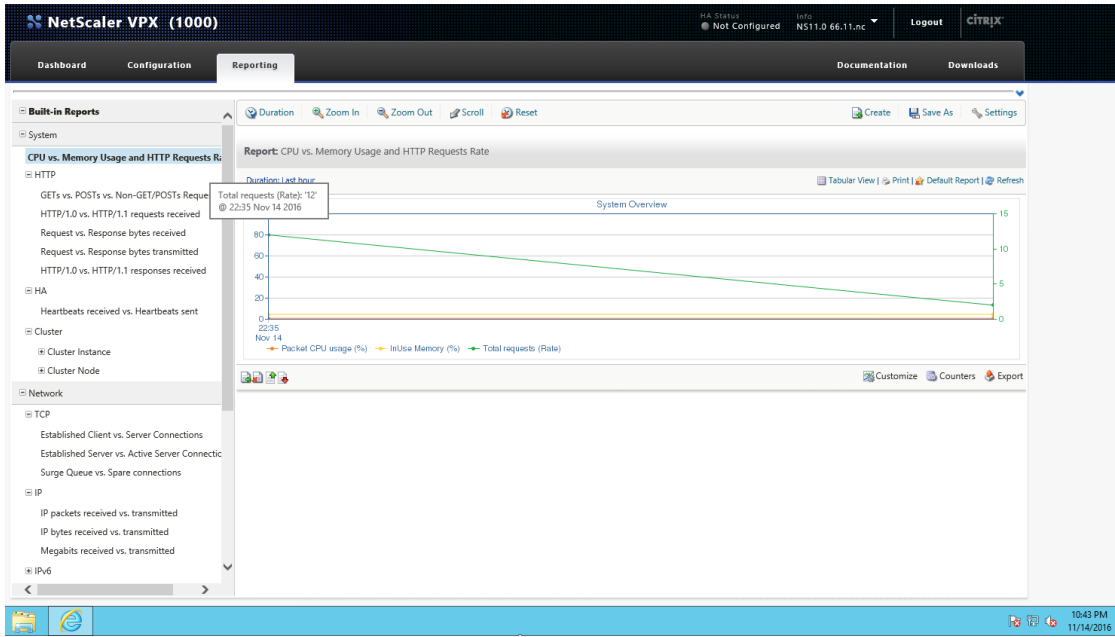 NetScaler VPX (1000)
HA Status
Not Configured
Info
NS11.0 66.11.nc
Logout
CİTRIX
Dashboard
Configuration
Reporting
Documentation
Downloads
Built-in Reports
System
CPU vs. Memory Usage and HTTP Requests Ra
HTTP
GETs vs. POSTs vs. Non-GET/POSTs Reque
HTTP/1.0 vs. HTTP/1.1 requests received
Request vs. Response bytes received
Request vs. Response bytes transmitted
HTTP/1.0 vs. HTTP/1.1 responses received
HA
Heartbeats received vs. Heartbeats sent
Cluster
Cluster Instance
Cluster Node
Network
TCP
Established Client vs. Server Connections
Established Server vs. Active Server Connectic
Surge Queue vs. Spare connections
IP
IP packets received vs. transmitted
IP bytes received vs. transmitted
Megabits received vs. transmitted
IPv6
Duration
Zoom In
Zoom Out
Scroll
Reset
Create
Save As
Settings
Report: CPU vs. Memory Usage and HTTP Requests Rate
Duration: Last hour
Tabular View | Print | Default Report | Refresh
Total requests (Rate): '12'
@ 22:35 Nov 14 2016
System Overview
80
60
40
20
0
15
10
5
0
22:35
Nov 14
Packet CPU usage (%)
InUse Memory (%)
Total requests (Rate)
Customize
Counters
Export
10:43 PM
11/14/2016